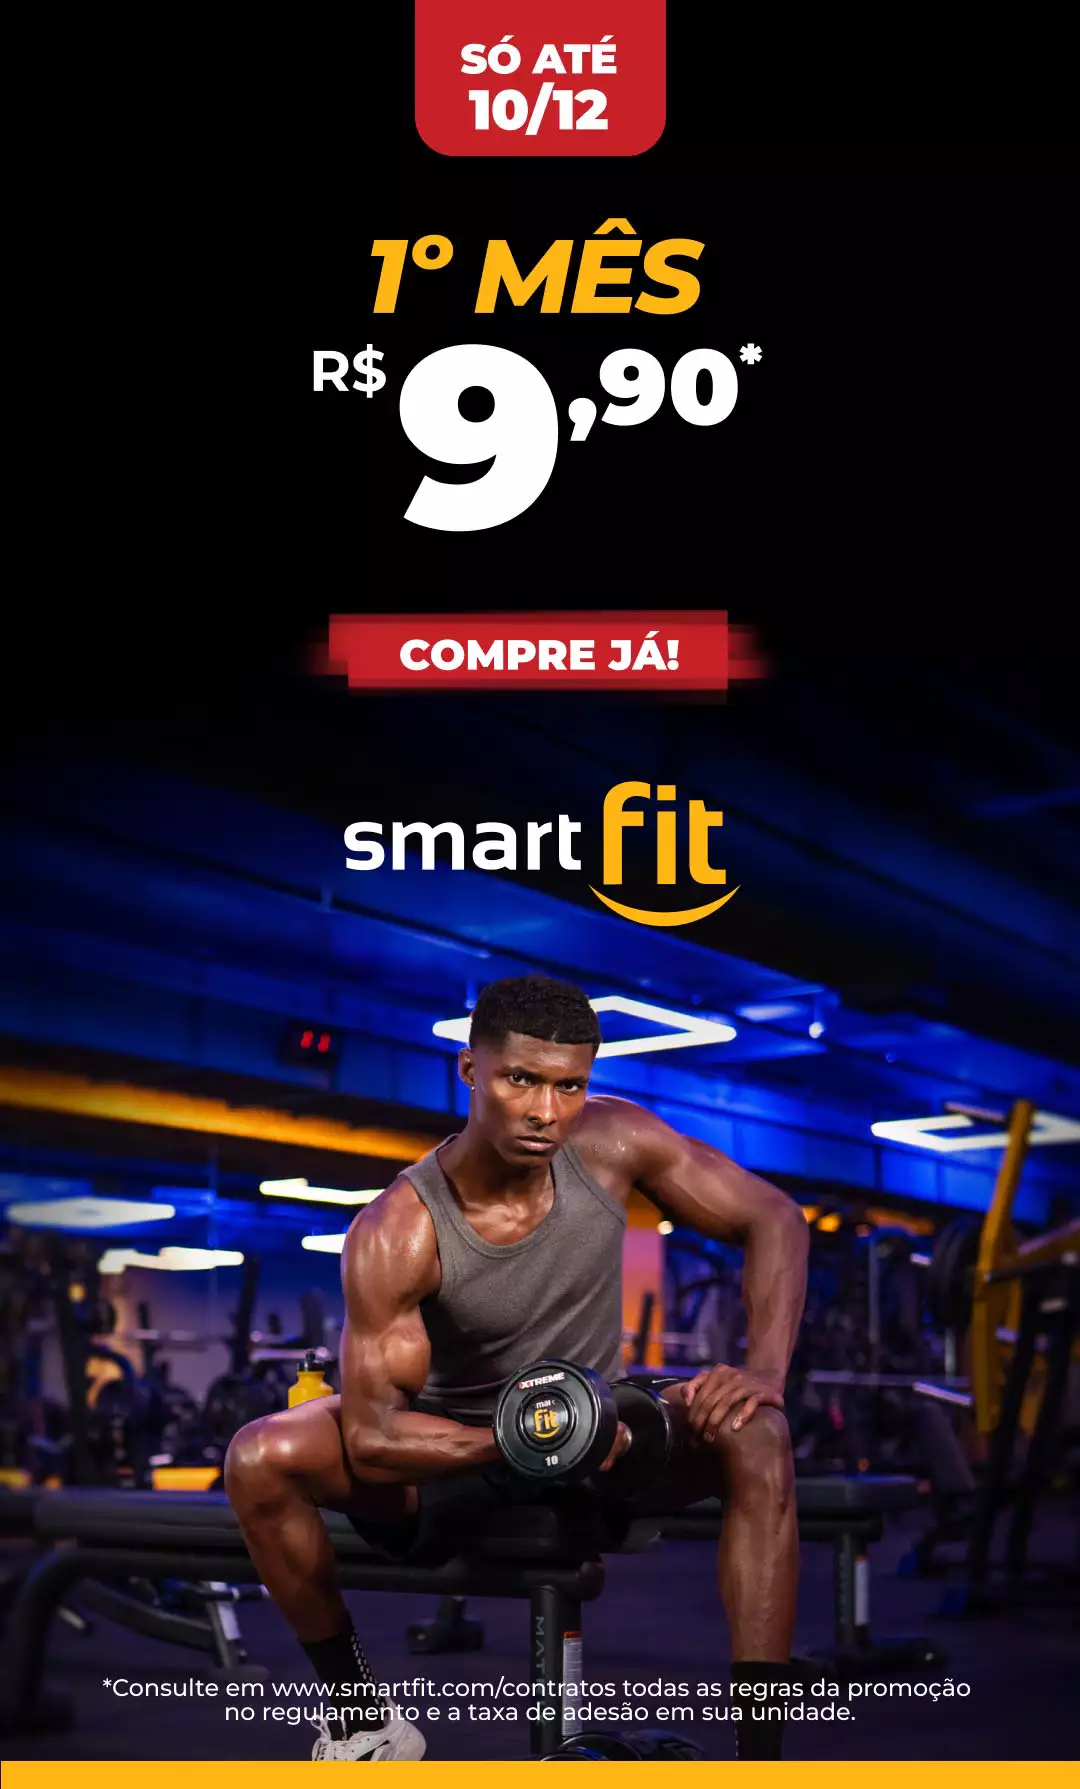 SÓ ATÉ
10/12
1º MÊS
R$ 9,90*
COMPRE JÁ!
smart fit
XTREME
fit
10
*Consulte em www.smartfit.com/contratos todas as regras da promoção
no regulamento e a taxa de adesão em sua unidade.